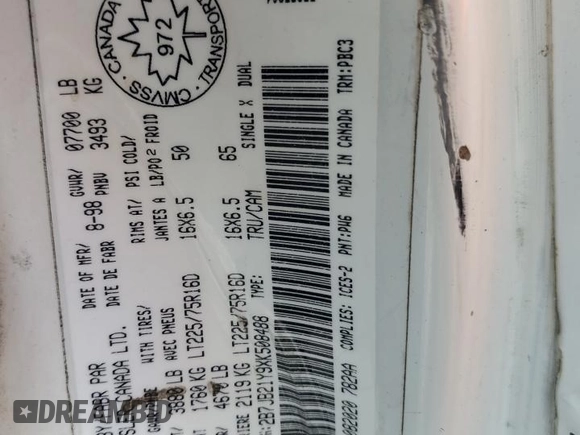 CANADA
TRANSPORT
CMVSS
972
BY
PAR
DATE OF MFR/ GVWR/ 07700 LB
CANADA LTD. DATE DE FABR 8-98 PNBV 3493 KG
WITH TIRES/ RIMS AT/ PSI COLD/
AVEC PNEUS JANTES A LB/PO2 FROID
LB
1760 KG LT225/75R16D 16X6.5 50
4670 LB
2119 KG LT225/75R16D 16X6.5 65
TRU/CAM SINGLE X DUAL
2B7JB21Y9XK508488
COMPLIES: ICES-2 PNT: PWG MADE IN CANADA TRM: PBC3
782AA
DREAMBID